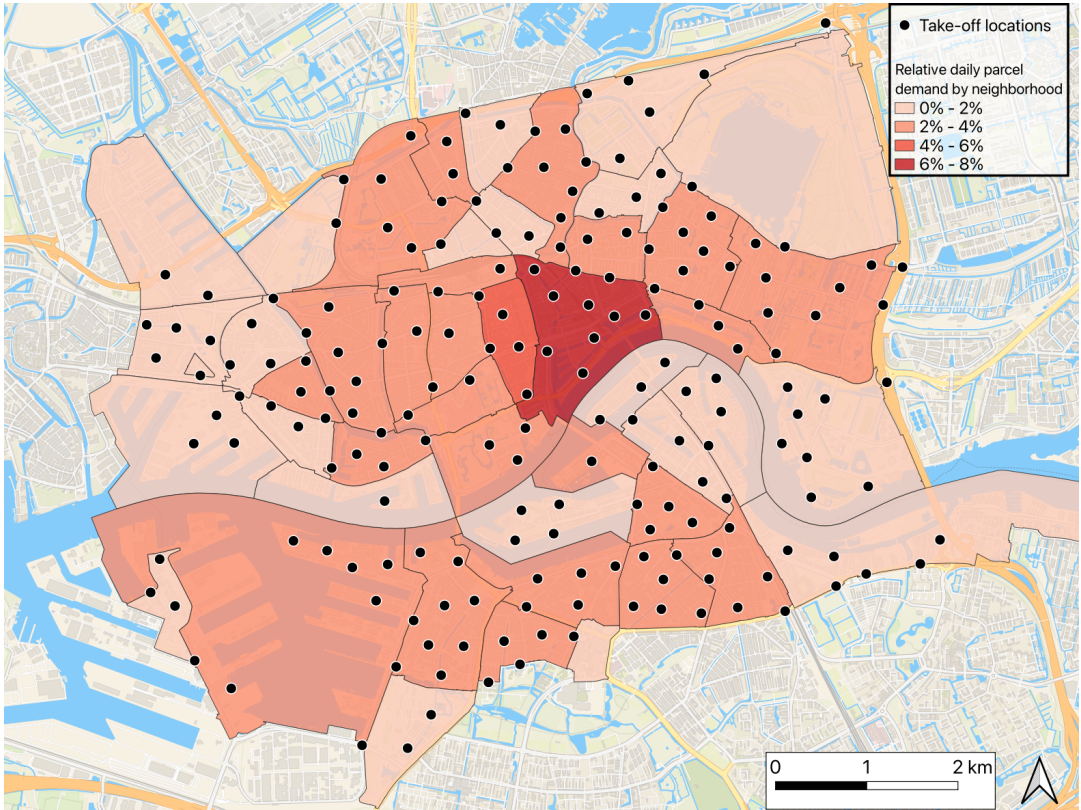 Take-off locations
Relative daily parcel
demand by neighborhood
0% - 2%
2% - 4%
4% - 6%
6% - 8%
0 1 2 km